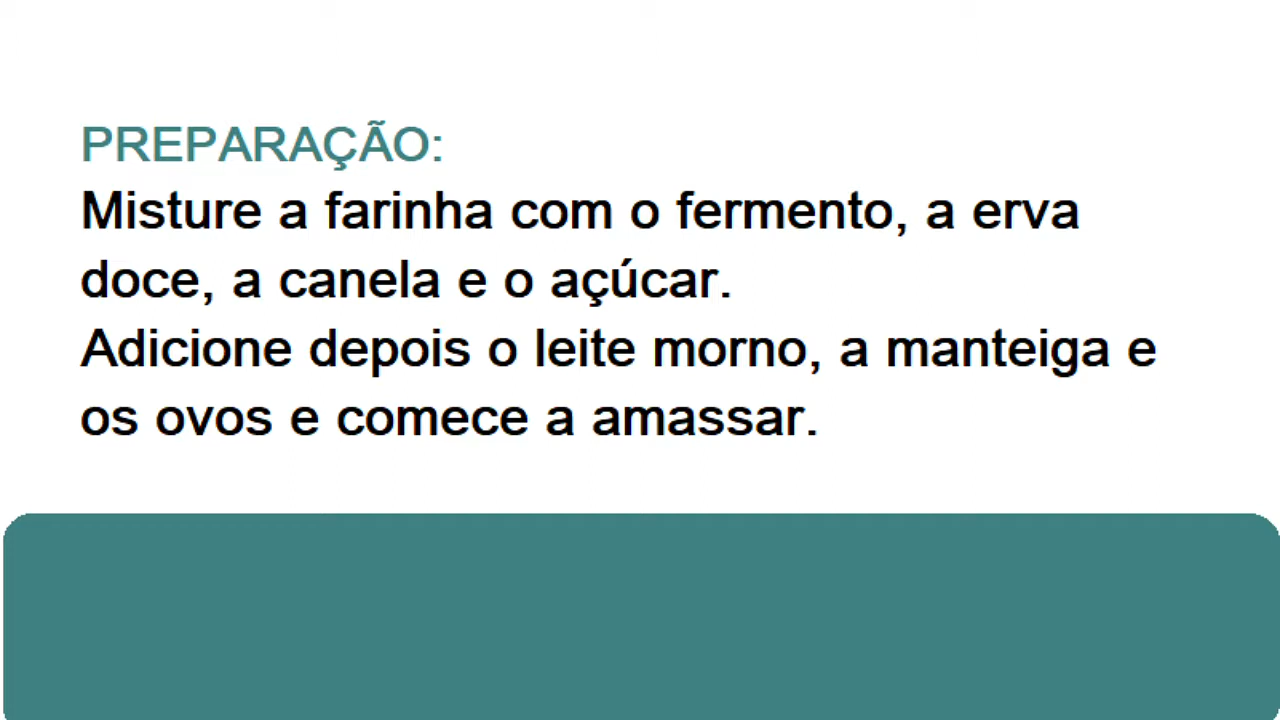 PREPARAÇÃO:
Misture a farinha com o fermento, a erva
doce, a canela e o açúcar.
Adicione depois o leite morno, a manteiga e
os ovos e comece a amassar.